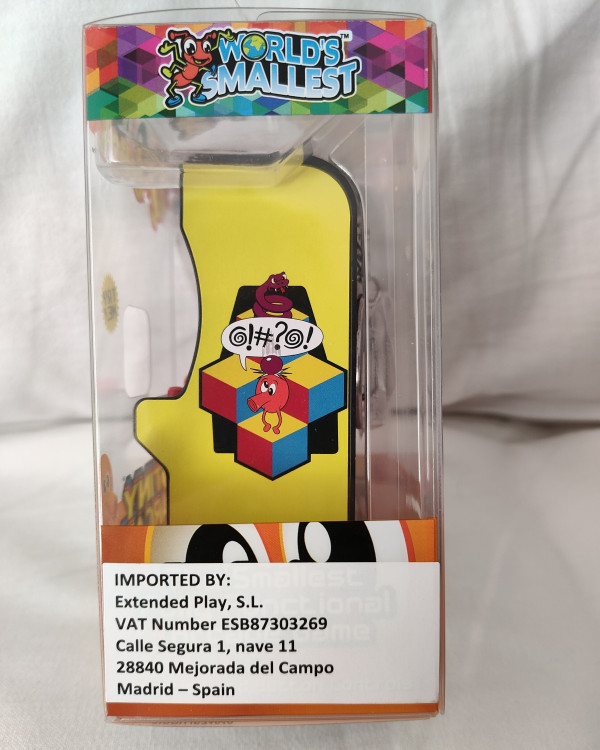 WORLD'S™
SMALLEST
@!#?@!
IMPORTED BY:
Extended Play, S.L.
VAT Number ESB87303269
Calle Segura 1, nave 11
28840 Mejorada del Campo
Madrid – Spain